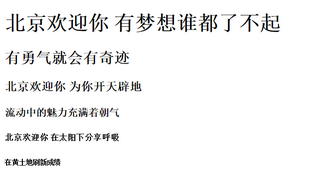 北京欢迎你 有梦想谁都了不起
有勇气就会有奇迹
北京欢迎你 为你开天辟地
流动中的魅力充满着朝气
北京欢迎你 在太阳下分享呼吸
在黄土地刷新成绩